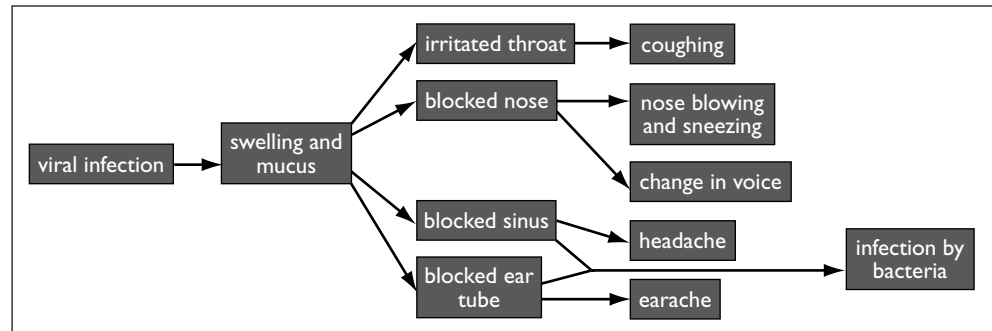 viral infection
swelling and
mucus
irritated throat
coughing
blocked nose
nose blowing
and sneezing
change in voice
blocked sinus
headache
blocked ear
tube
earache
infection by
bacteria